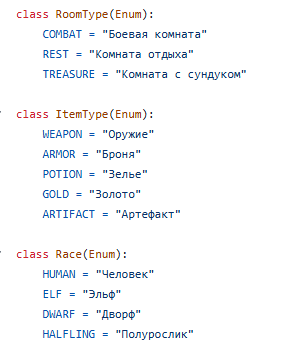 class RoomType(Enum):
    COMBAT = "Боевая комната"
    REST = "Комната отдыха"
    TREASURE = "Комната с сундуком"

class ItemType(Enum):
    WEAPON = "Оружие"
    ARMOR = "Броня"
    POTION = "Зелье"
    GOLD = "Золото"
    ARTIFACT = "Артефакт"

class Race(Enum):
    HUMAN = "Человек"
    ELF = "Эльф"
    DWARF = "Дворф"
    HALFLING = "Полурослик"